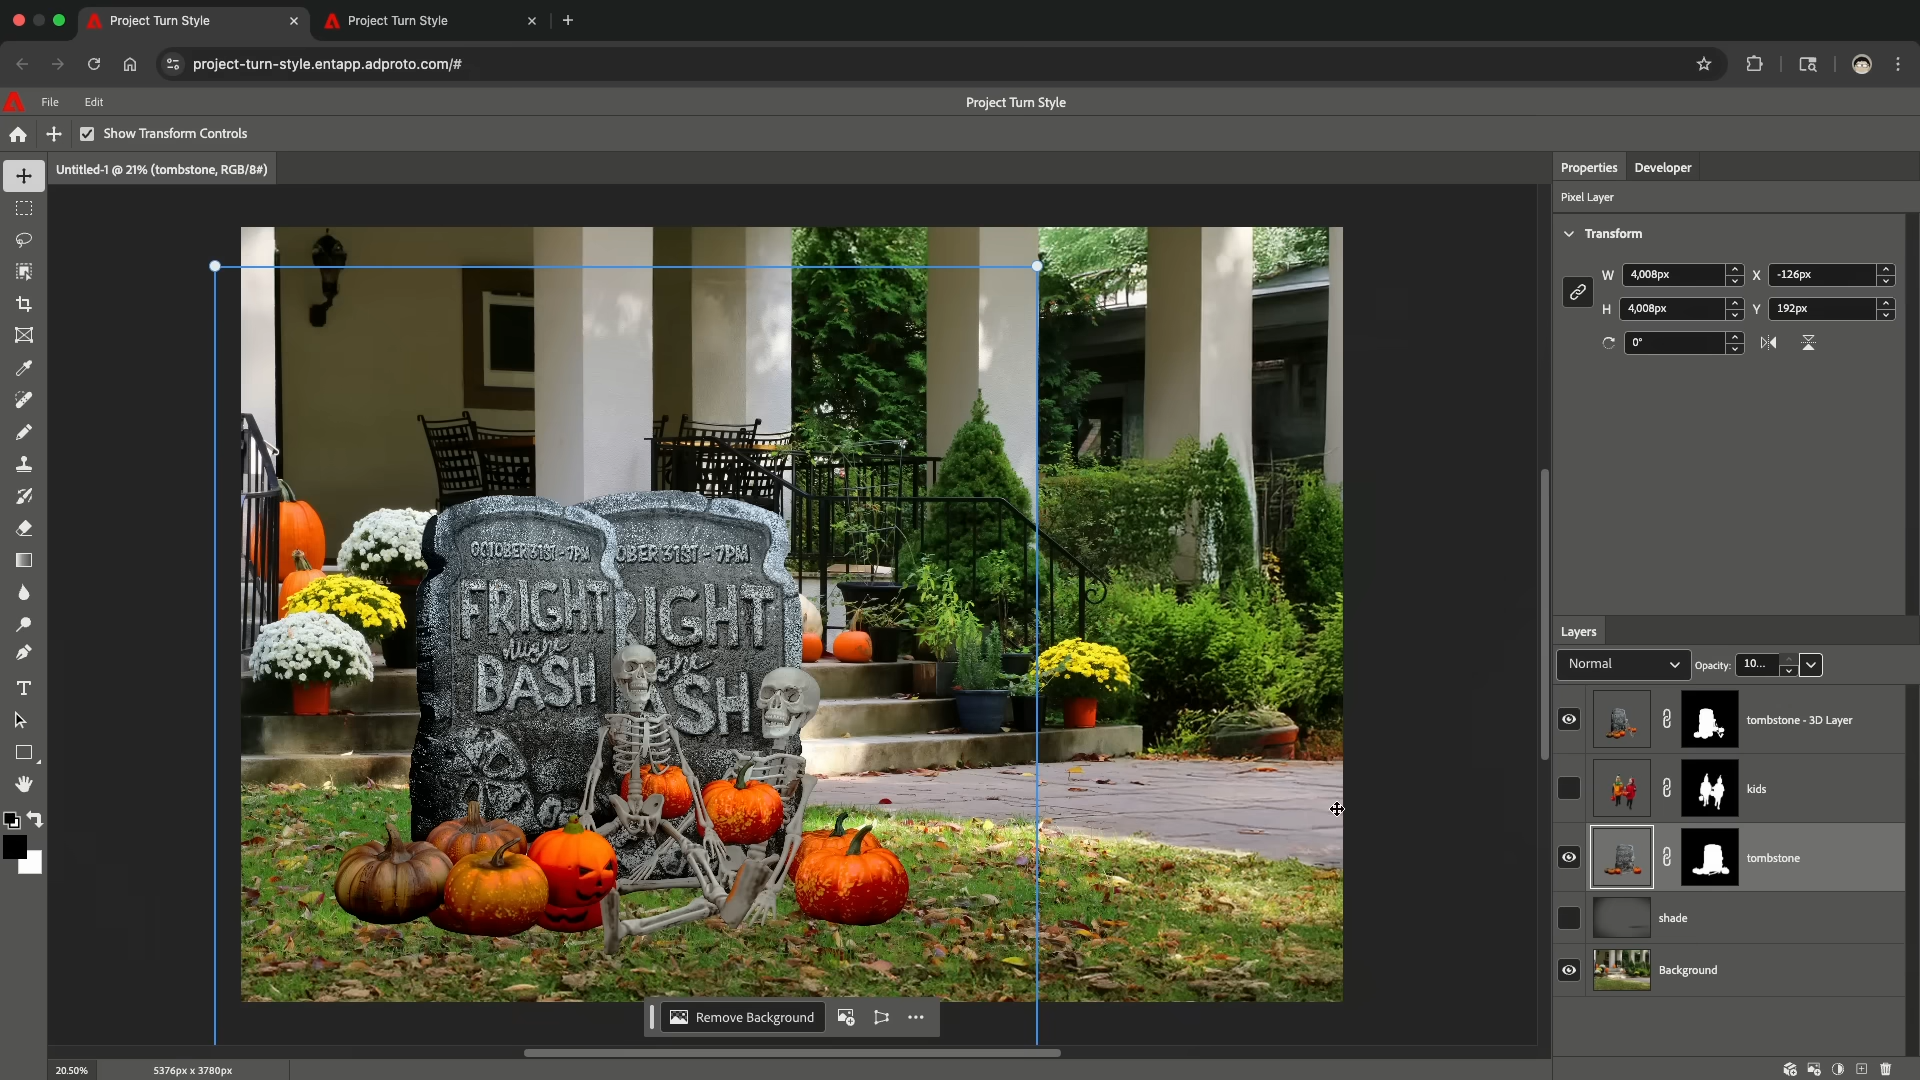 Project Turn Style
Project Turn Style
project-turn-style.entapp.adproto.com/#
File Edit
Project Turn Style
Show Transform Controls
Untitled-1 @ 21% (tombstone, RGB/8#)
Properties Developer
Pixel Layer
Transform
W 4,008px X -126px
H 4,008px Y 192px
0°
OCTOBER 31ST - 7PM
FRIGHT
night
BASH
OBER 31ST - 7PM
RIGHT
ASH
Layers
Normal Opacity: 10...
tombstone - 3D Layer
kids
tombstone
shade
Background
Remove Background
20.50% 5376px x 3780px